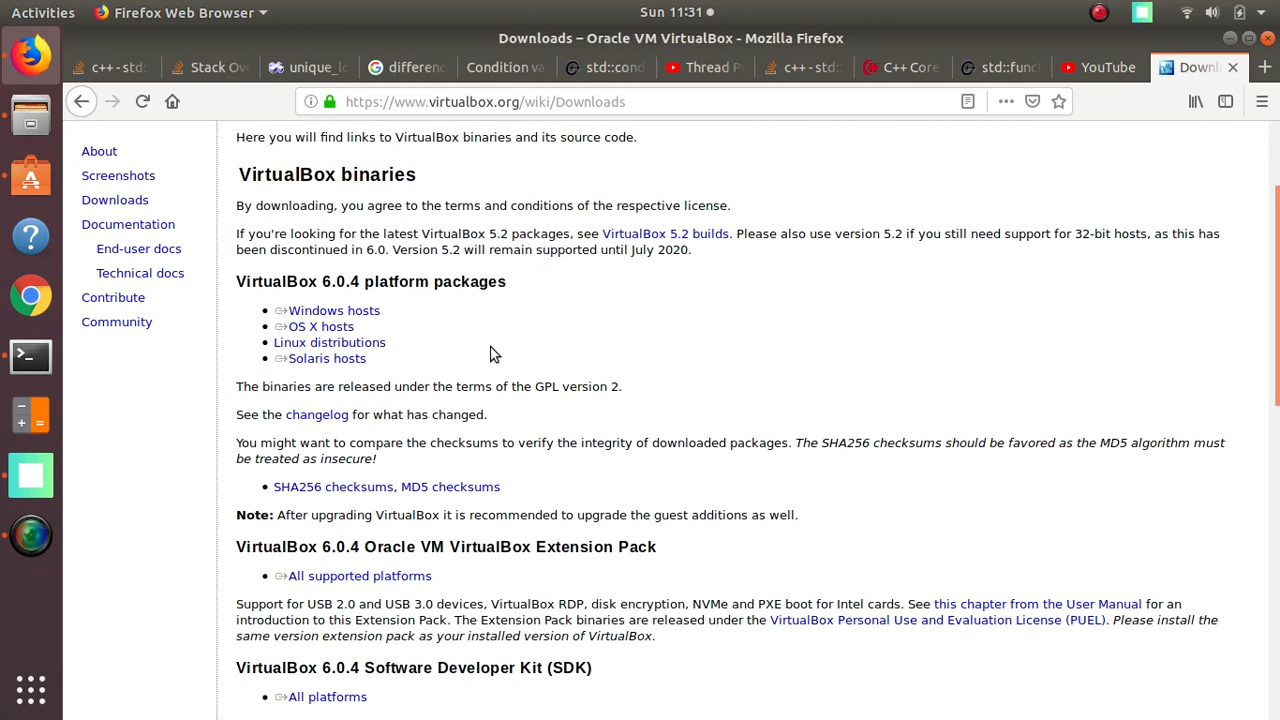 Activities
Firefox Web Browser
Sun 11:31
Downloads – Oracle VM VirtualBox - Mozilla Firefox
c++ - std::
Stack Ov
unique_lo
differenc
Condition va
std::cond
Thread P
c++ - std:
C++ Core
std::func
YouTube
Downl
https://www.virtualbox.org/wiki/Downloads
About
Screenshots
Downloads
Documentation
End-user docs
Technical docs
Contribute
Community
Here you will find links to VirtualBox binaries and its source code.
VirtualBox binaries
By downloading, you agree to the terms and conditions of the respective license.
If you're looking for the latest VirtualBox 5.2 packages, see VirtualBox 5.2 builds. Please also use version 5.2 if you still need support for 32-bit hosts, as this has
been discontinued in 6.0. Version 5.2 will remain supported until July 2020.
VirtualBox 6.0.4 platform packages
Windows hosts
OS X hosts
Linux distributions
Solaris hosts
The binaries are released under the terms of the GPL version 2.
See the changelog for what has changed.
You might want to compare the checksums to verify the integrity of downloaded packages. The SHA256 checksums should be favored as the MD5 algorithm must
be treated as insecure!
SHA256 checksums, MD5 checksums
Note: After upgrading VirtualBox it is recommended to upgrade the guest additions as well.
VirtualBox 6.0.4 Oracle VM VirtualBox Extension Pack
All supported platforms
Support for USB 2.0 and USB 3.0 devices, VirtualBox RDP, disk encryption, NVMe and PXE boot for Intel cards. See this chapter from the User Manual for an
introduction to this Extension Pack. The Extension Pack binaries are released under the VirtualBox Personal Use and Evaluation License (PUEL). Please install the
same version extension pack as your installed version of VirtualBox.
VirtualBox 6.0.4 Software Developer Kit (SDK)
All platforms